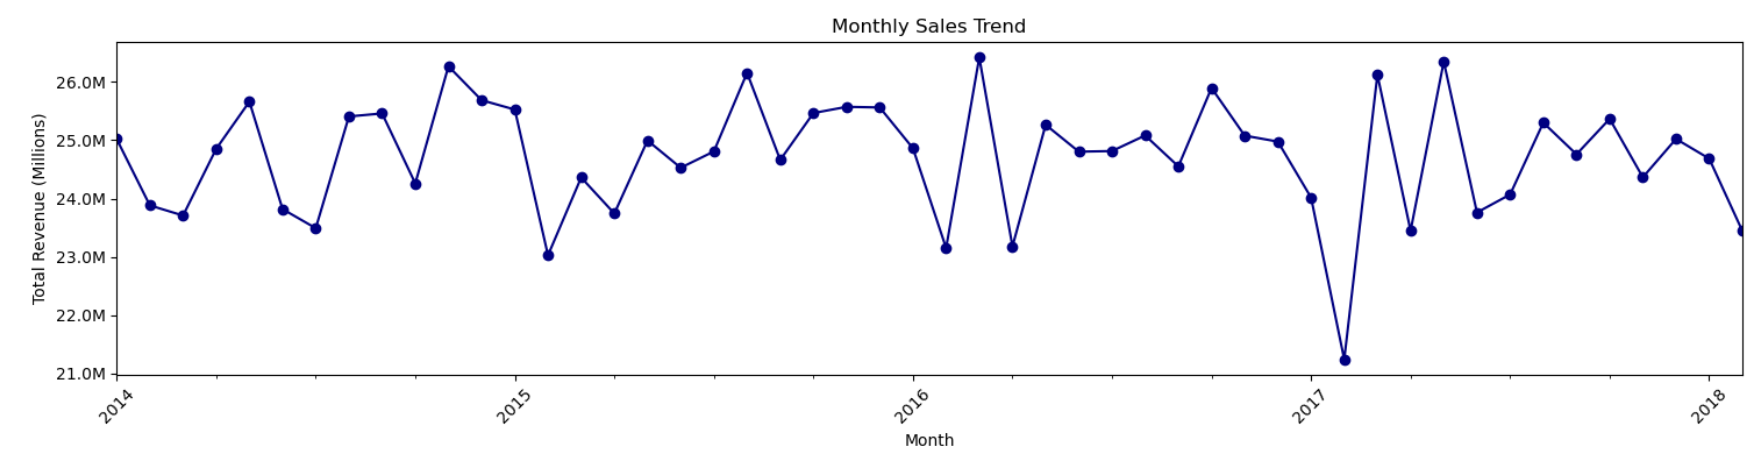 Monthly Sales Trend
Total Revenue (Millions)
26.0M
25.0M
24.0M
23.0M
22.0M
21.0M
2014
2015
2016
2017
2018
Month